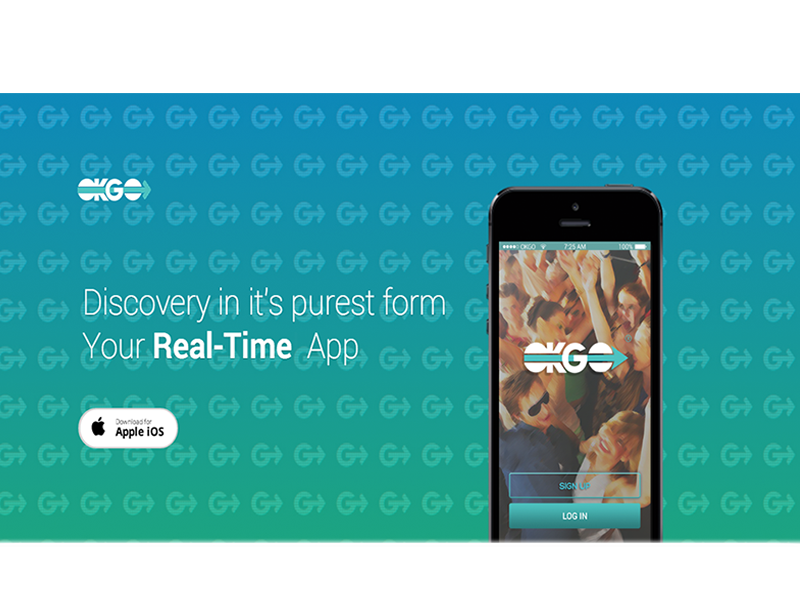 OKGO
Discovery in it's purest form
Your Real-Time App
Download for
Apple iOS
OKGO
7:25 AM
100%
OKGO
SIGN UP
LOG IN